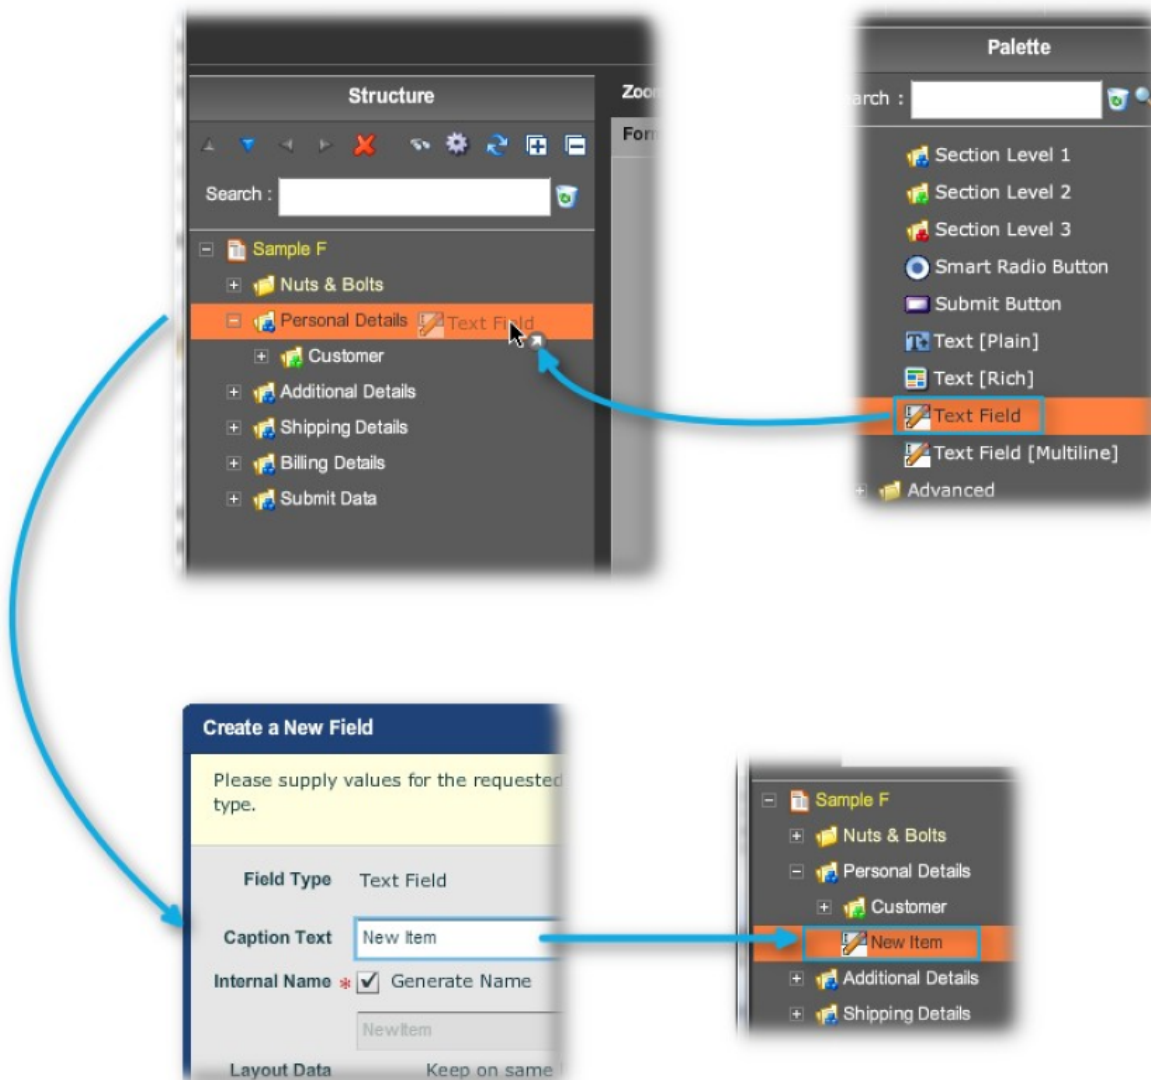 Structure
Search :
Sample F
Nuts & Bolts
Personal Details Text Field
Customer
Additional Details
Shipping Details
Billing Details
Submit Data
Palette
arch :
Section Level 1
Section Level 2
Section Level 3
Smart Radio Button
Submit Button
Text [Plain]
Text [Rich]
Text Field
Text Field [Multiline]
Advanced
Create a New Field
Please supply values for the requested
type.
Field Type Text Field
Caption Text New Item
Internal Name * Generate Name
NewItem
Layout Data Keep on same
Sample F
Nuts & Bolts
Personal Details
Customer
New Item
Additional Details
Shipping Details